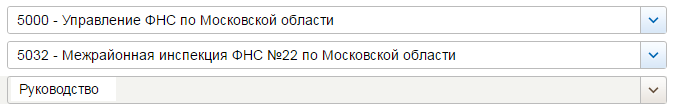 5000 - Управление ФНС по Московской области
5032 - Межрайонная инспекция ФНС №22 по Московской области
Руководство